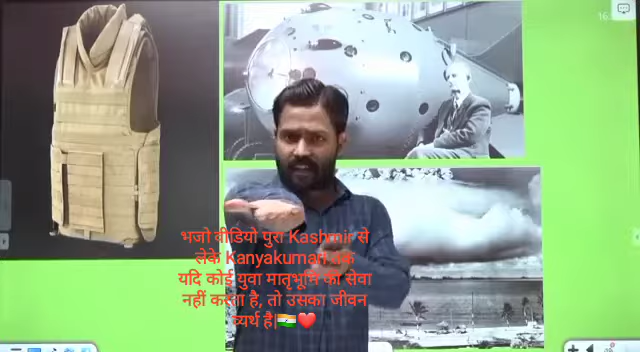 भजो वीडियो पुरा Kashmir से
लेके Kanyakumari तक
यदि कोई युवा मातृभूमि की सेवा
नहीं करता है, तो उसका जीवन
व्यर्थ है|🇮🇳❤️